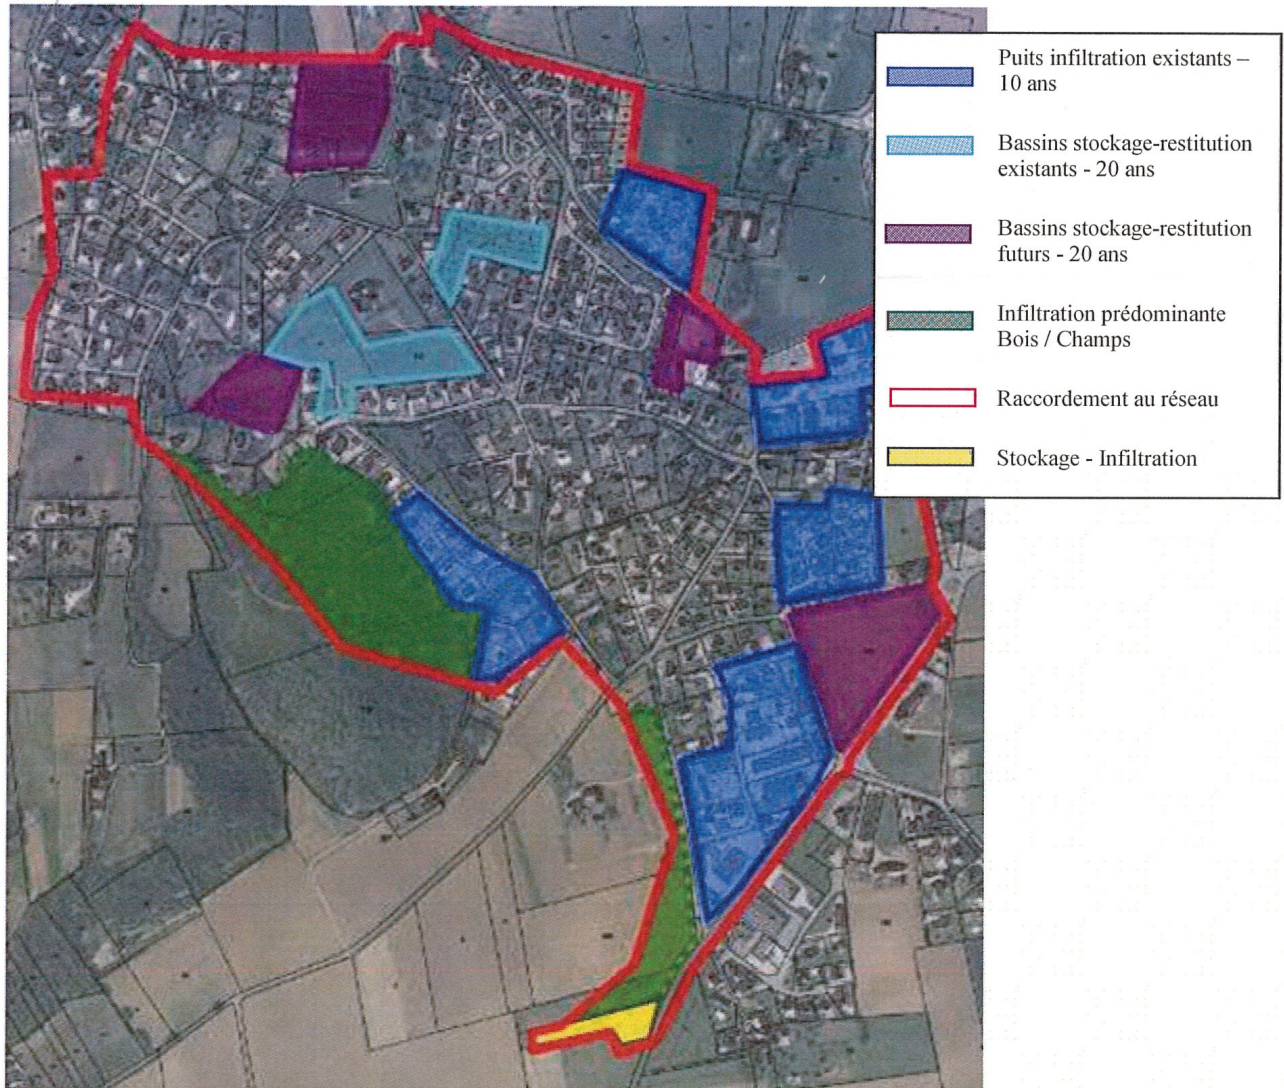 Puits infiltration existants –
10 ans
Bassins stockage-restitution
existants - 20 ans
Bassins stockage-restitution
futurs - 20 ans
Infiltration prédominante
Bois / Champs
Raccordement au réseau
Stockage - Infiltration